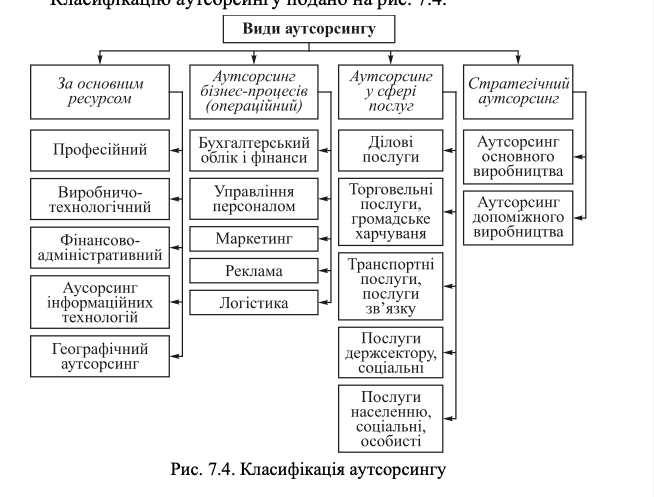 Класифікацію аутсорсингу подано на рис. 7.4.
Види аутсорсингу
За основним
ресурсом
Професійний
Виробничо-
технологічний
Фінансово-
адміністративний
Аусорсинг
інформаційних
технологій
Географічний
аутсорсинг
Аутсорсинг
бізнес-процесів
(операційний)
Бухгалтерський
облік і фінанси
Управління
персоналом
Маркетинг
Реклама
Логістика
Аутсорсинг
у сфері
послуг
Ділові
послуги
Торговельні
послуги,
громадське
харчуваня
Транспортні
послуги,
послуги
зв’язку
Послуги
держсектору,
соціальні
Послуги
населенню,
соціальні,
особисті
Стратегічний
аутсорсинг
Аутсорсинг
основного
виробництва
Аутсорсинг
допоміжного
виробництва
Рис. 7.4. Класифікація аутсорсингу